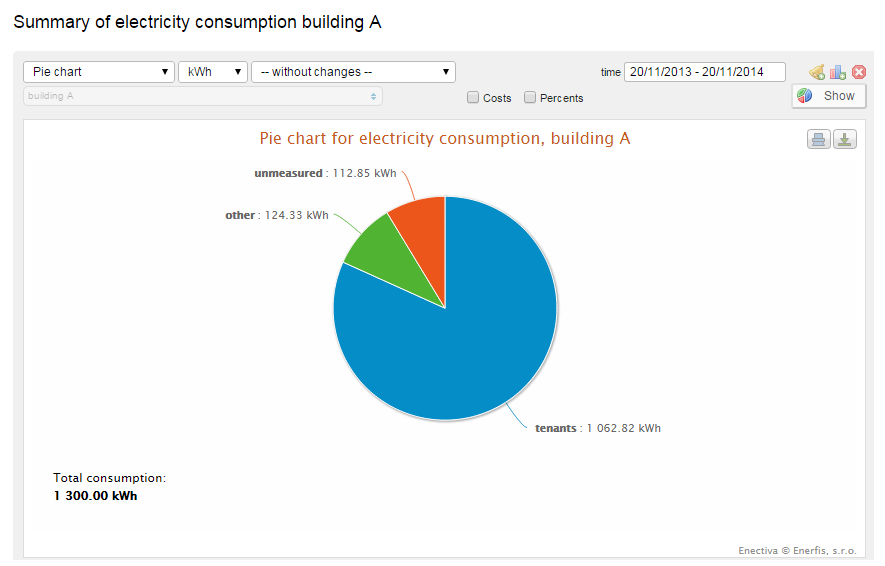 Summary of electricity consumption building A
Pie chart kWh -- without changes -- time 20/11/2013 - 20/11/2014
building A Costs Percents Show
Pie chart for electricity consumption, building A
unmeasured : 112.85 kWh
other : 124.33 kWh
tenants : 1 062.82 kWh
Total consumption:
1 300.00 kWh
Enectiva © Enerfis, s.r.o.